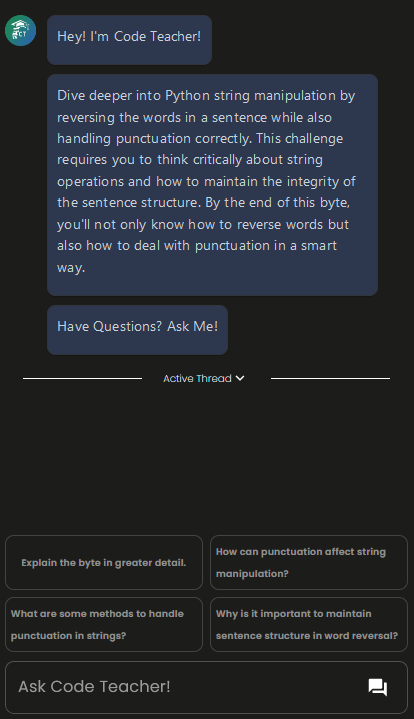 CT
Hey! I'm Code Teacher!
Dive deeper into Python string manipulation by
reversing the words in a sentence while also
handling punctuation correctly. This challenge
requires you to think critically about string
operations and how to maintain the integrity of
the sentence structure. By the end of this byte,
you'll not only know how to reverse words but
also how to deal with punctuation in a smart
way.
Have Questions? Ask Me!
Active Thread
Explain the byte in greater detail.
How can punctuation affect string
manipulation?
What are some methods to handle
punctuation in strings?
Why is it important to maintain
sentence structure in word reversal?
Ask Code Teacher!